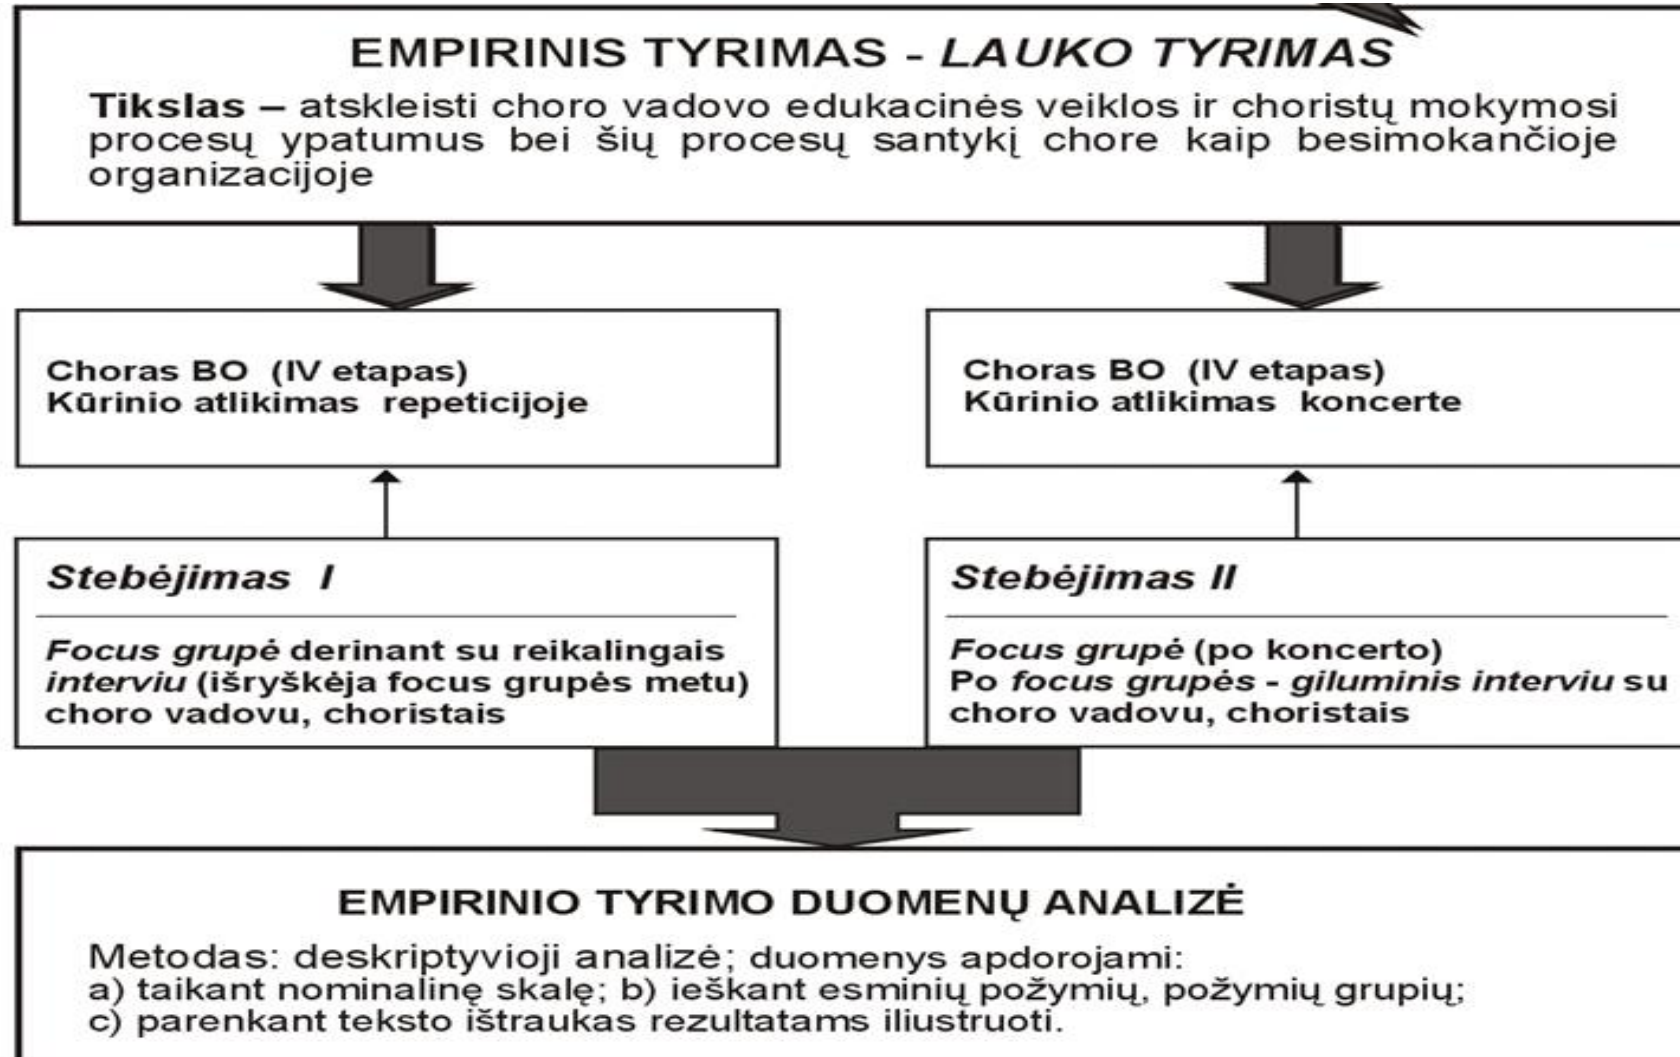 EMPIRINIS TYRIMAS - LAUKO TYRIMAS
Tikslas – atskleisti choro vadovo edukacinės veiklos ir choristų mokymosi
procesų ypatumus bei šių procesų santykį chore kaip besimokančioje
organizacijoje
Choras BO (IV etapas)
Kūrinio atlikimas repeticijoje
Choras BO (IV etapas)
Kūrinio atlikimas koncerte
Stebėjimas I
Focus grupė derinant su reikalingais
interviu (išryškėja focus grupės metu)
choro vadovu, choristais
Stebėjimas II
Focus grupė (po koncerto)
Po focus grupės - giluminis interviu su
choro vadovu, choristais
EMPIRINIO TYRIMO DUOMENŲ ANALIZĖ
Metodas: deskriptyvioji analizė; duomenys apdorojami:
a) taikant nominalinę skalę; b) ieškant esminių požymių, požymių grupių;
c) parenkant teksto ištraukas rezultatams iliustruoti.